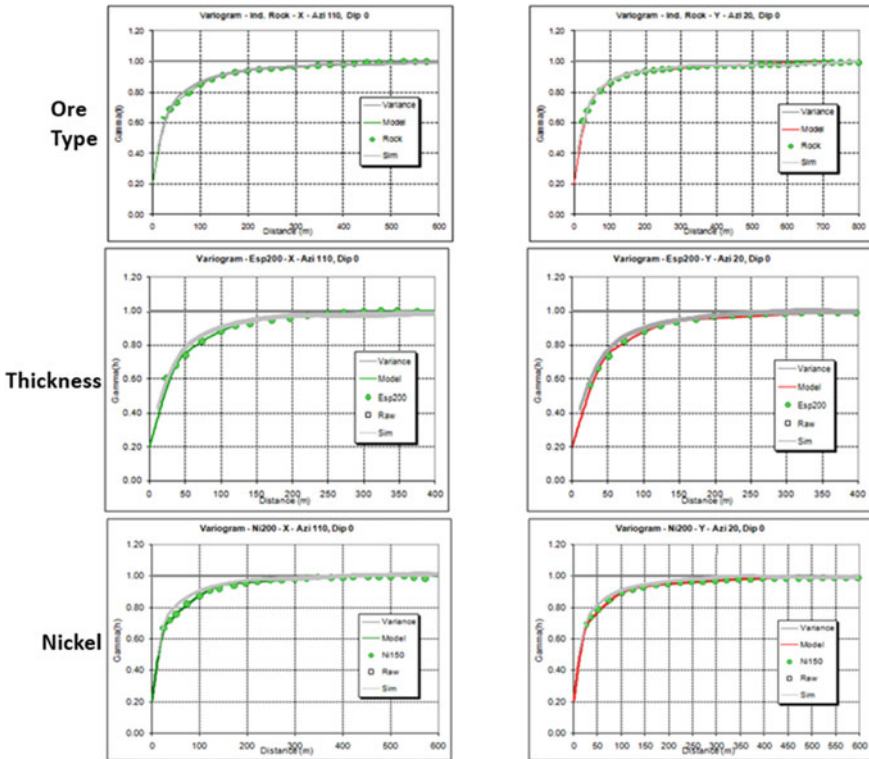 Ore
Type
Variogram - Ind. Rock - X - Azi 110, Dip 0
Gamma(h)
1.20
1.00
0.80
0.60
0.40
0.20
0.00
0 100 200 300 400 500 600
Distance (m)
Variance
Model
Rock
Sim
Variogram - Ind. Rock - Y - Azi 20, Dip 0
Gamma(h)
1.20
1.00
0.80
0.60
0.40
0.20
0.00
0 100 200 300 400 500 600 700 800
Distance (m)
Variance
Model
Rock
Sim
Thickness
Variogram - Esp200 - X - Azi 110, Dip 0
Gamma(h)
1.20
1.00
0.80
0.60
0.40
0.20
0.00
0 50 100 150 200 250 300 350 400
Distance (m)
Variance
Model
Esp200
Raw
Sim
Variogram - Esp200 - Y - Azi 20, Dip 0
Gamma(h)
1.20
1.00
0.80
0.60
0.40
0.20
0.00
0 50 100 150 200 250 300 350 400
Distance (m)
Variance
Model
Esp200
Raw
Sim
Nickel
Variogram - Ni200 - X - Azi 110, Dip 0
Gamma(h)
1.20
1.00
0.80
0.60
0.40
0.20
0.00
0 100 200 300 400 500 600
Distance (m)
Variance
Model
Ni150
Raw
Sim
Variogram - Ni200 - Y - Azi 20, Dip 0
Gamma(h)
1.20
1.00
0.80
0.60
0.40
0.20
0.00
0 50 100 150 200 250 300 350 400 450 500 550 600
Distance (m)
Variance
Model
Ni150
Raw
Sim